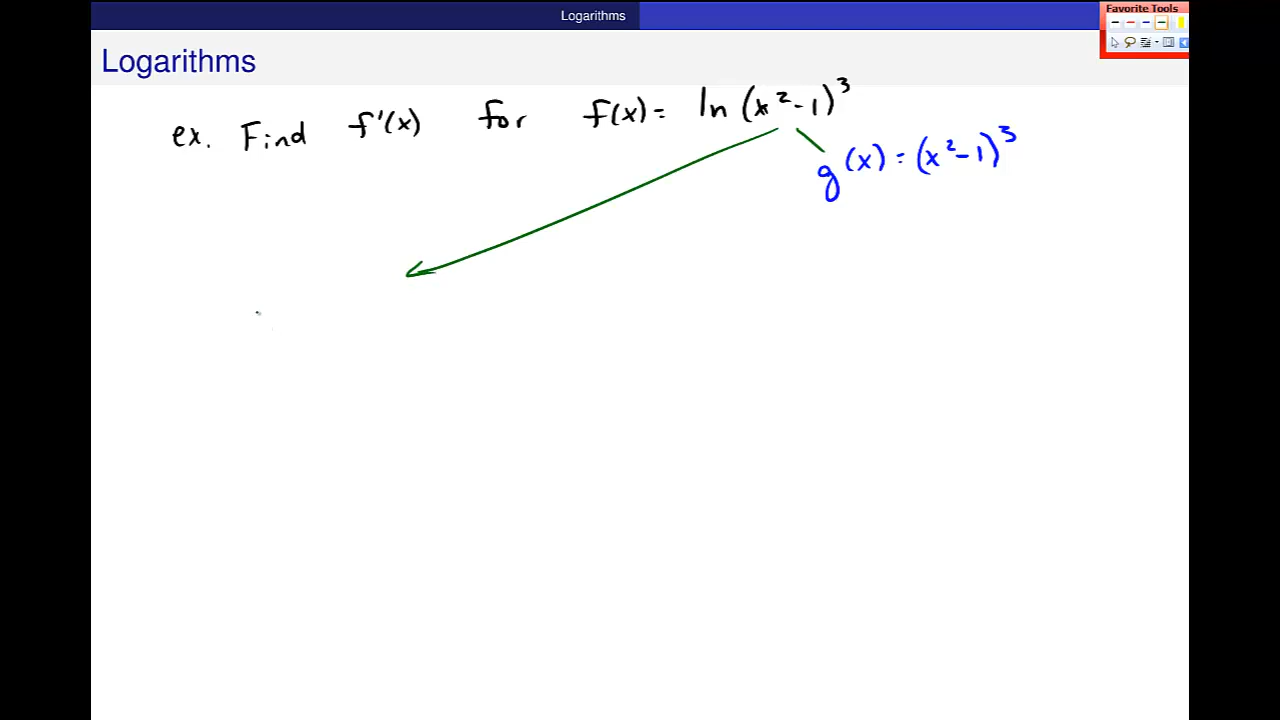 Logarithms
Favorite Tools
Logarithms
ex. Find f'(x) for f(x) = ln(x²-1)³
g(x) = (x²-1)³